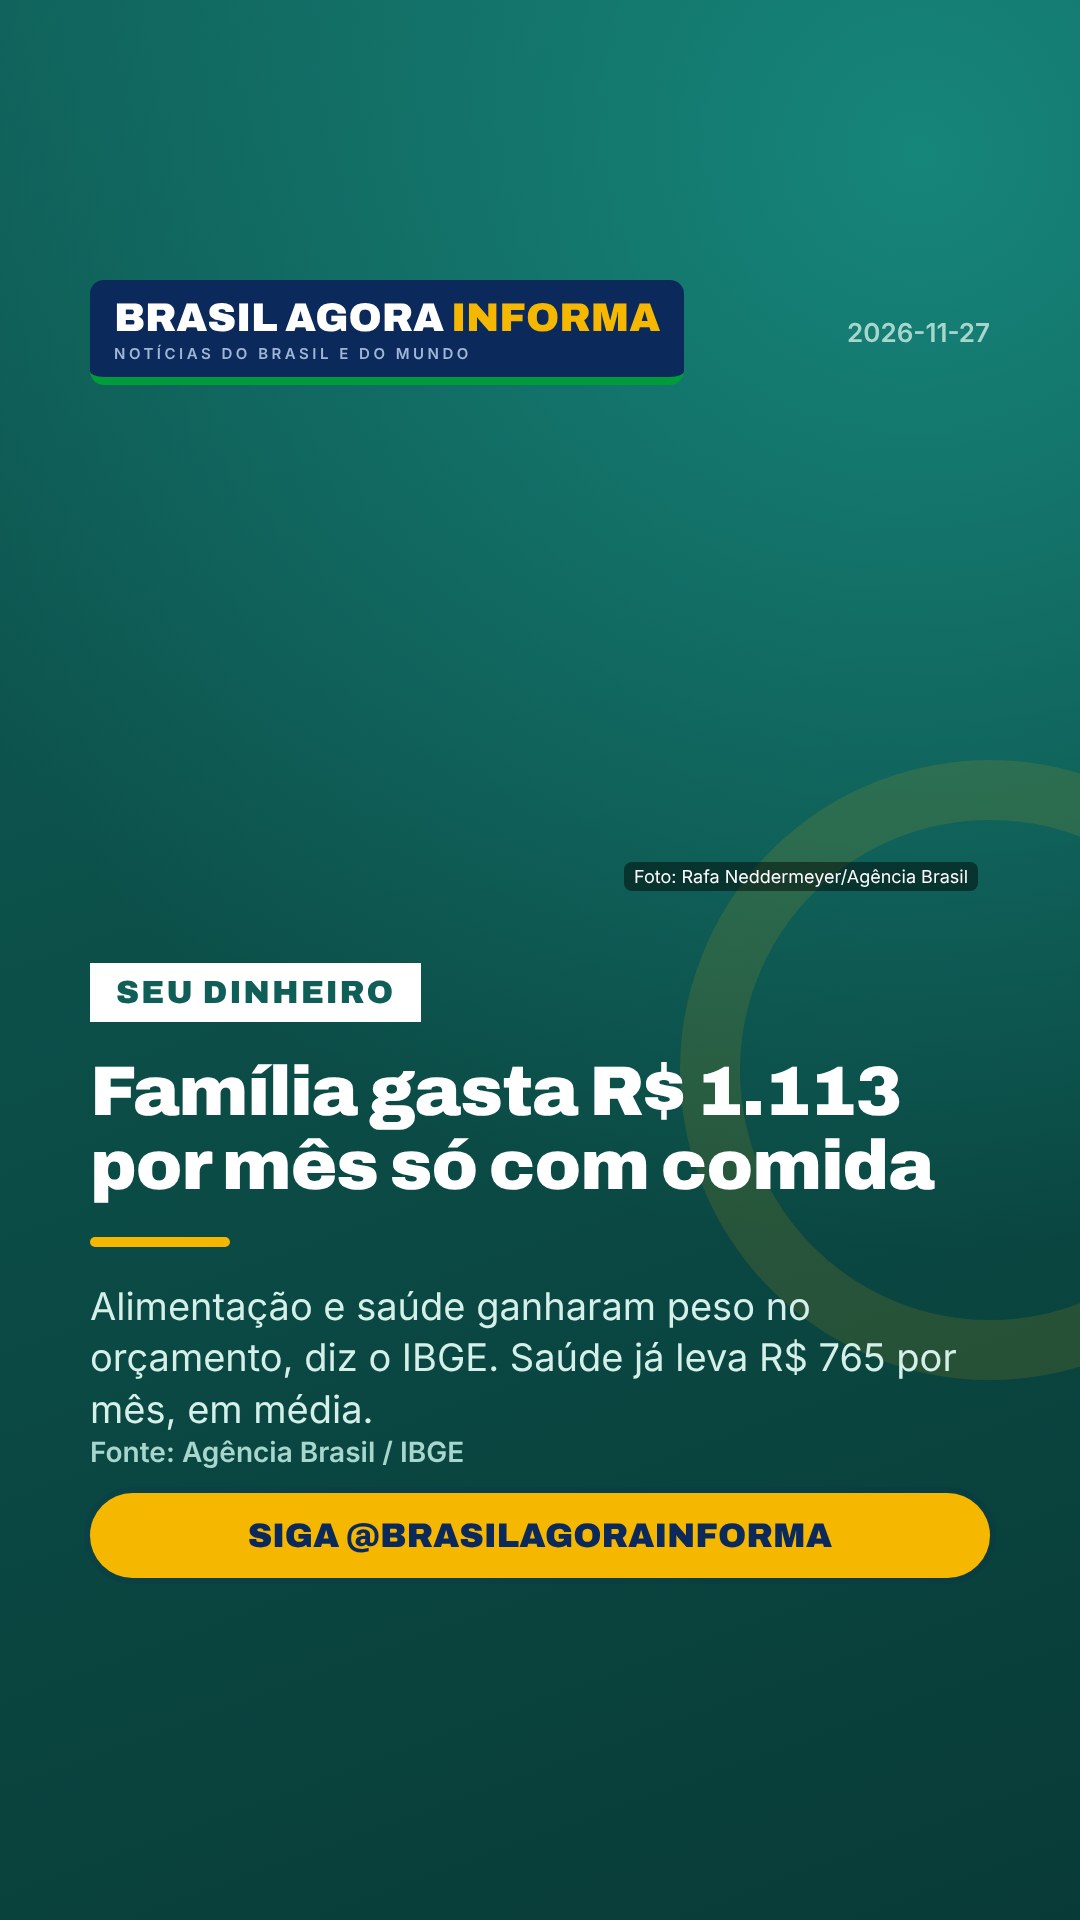 BRASIL AGORA INFORMA
NOTÍCIAS DO BRASIL E DO MUNDO
2026-11-27
Foto: Rafa Neddermeyer/Agência Brasil
SEU DINHEIRO
Família gasta R$ 1.113
por mês só com comida
Alimentação e saúde ganharam peso no
orçamento, diz o IBGE. Saúde já leva R$ 765 por
mês, em média.
Fonte: Agência Brasil / IBGE
SIGA @BRASILAGORAINFORMA